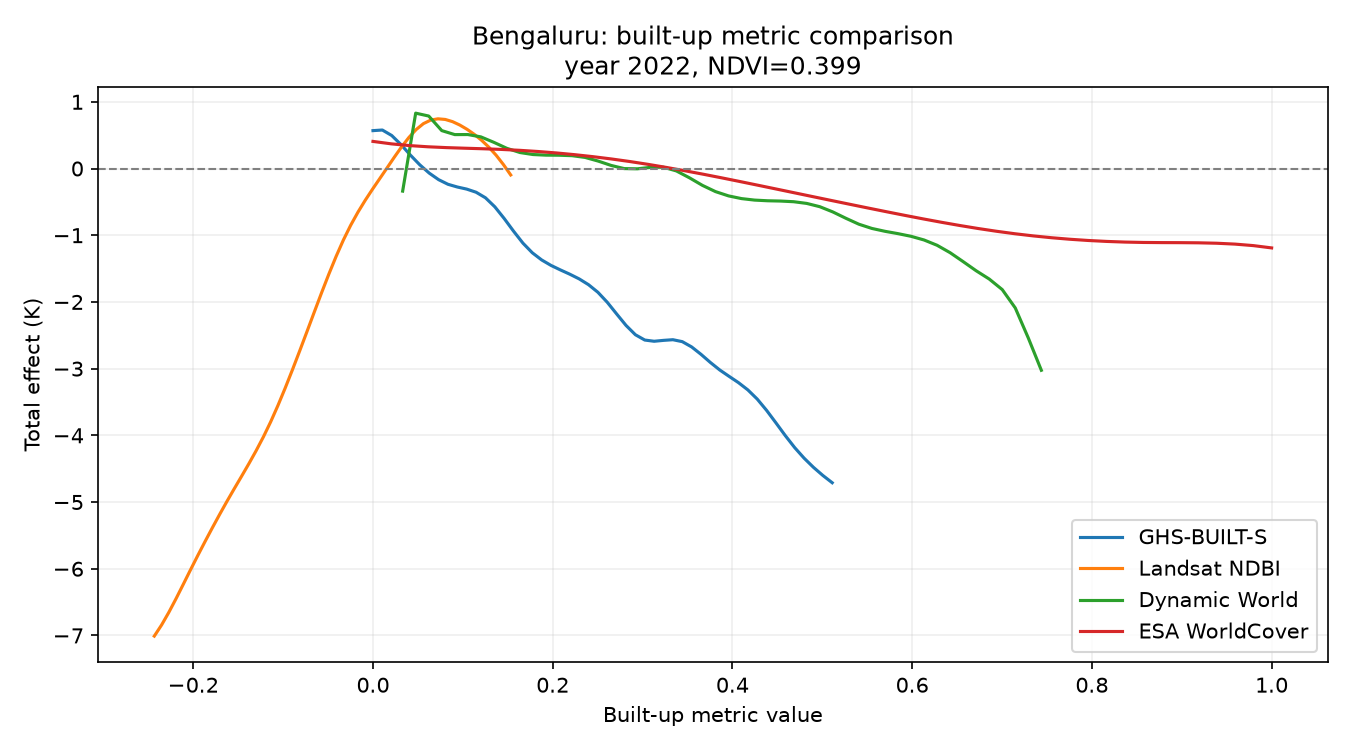 Bengaluru: built-up metric comparison
year 2022, NDVI=0.399
Total effect (K)
1
0
−1
−2
−3
−4
−5
−6
−7
−0.2
0.0
0.2
0.4
0.6
0.8
1.0
Built-up metric value
GHS-BUILT-S
Landsat NDBI
Dynamic World
ESA WorldCover